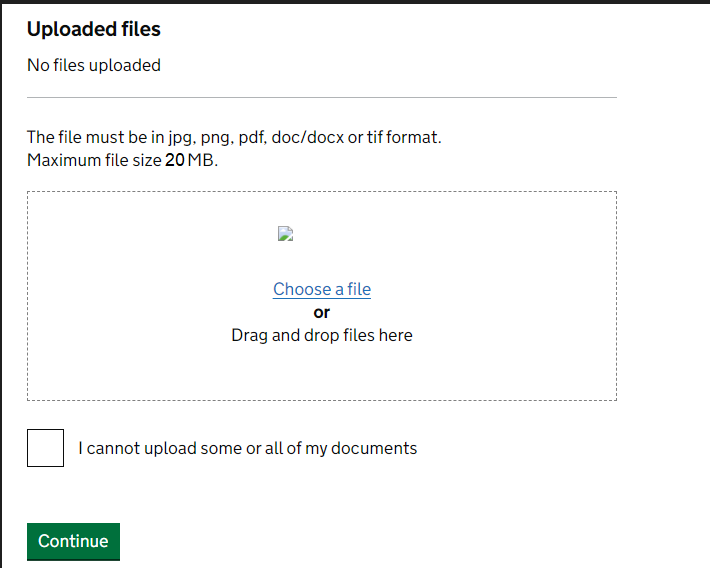 Uploaded files
No files uploaded
The file must be in jpg, png, pdf, doc/docx or tif format.
Maximum file size 20 MB.
Choose a file
or
Drag and drop files here
I cannot upload some or all of my documents
Continue